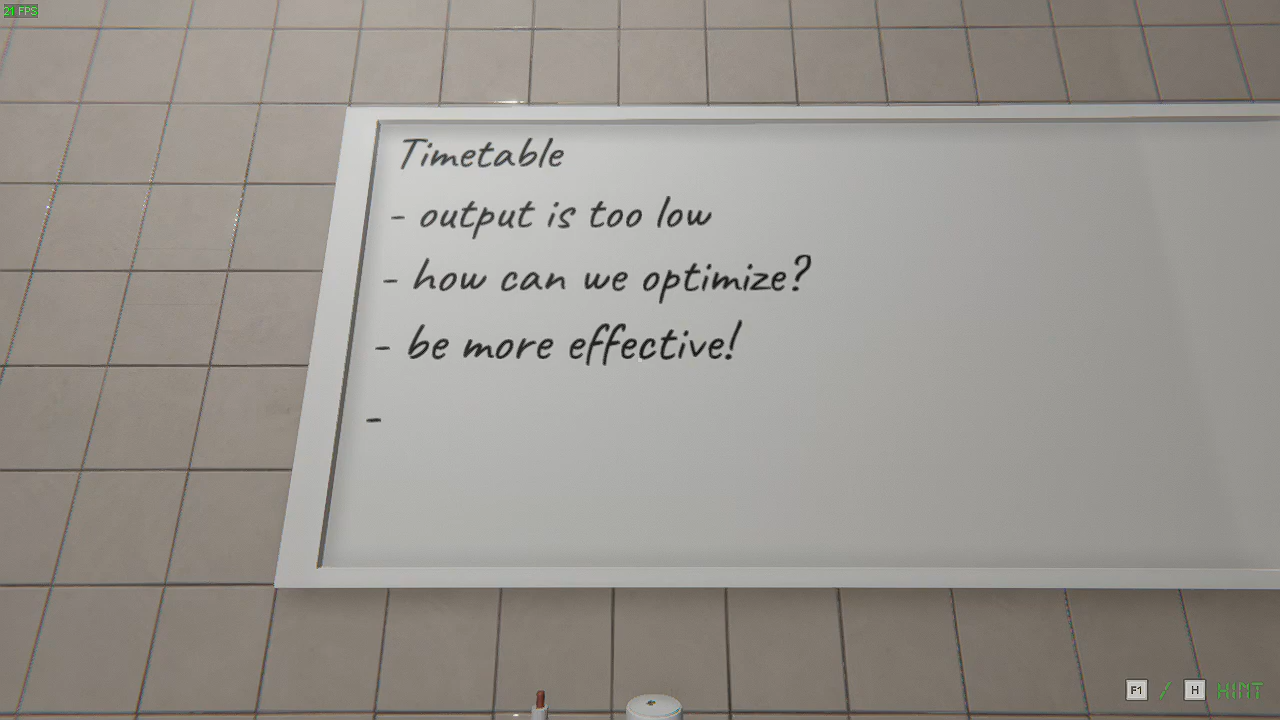 21 FPS
Timetable
- output is too low
- how can we optimize?
- be more effective!
-
F1 / H HINT